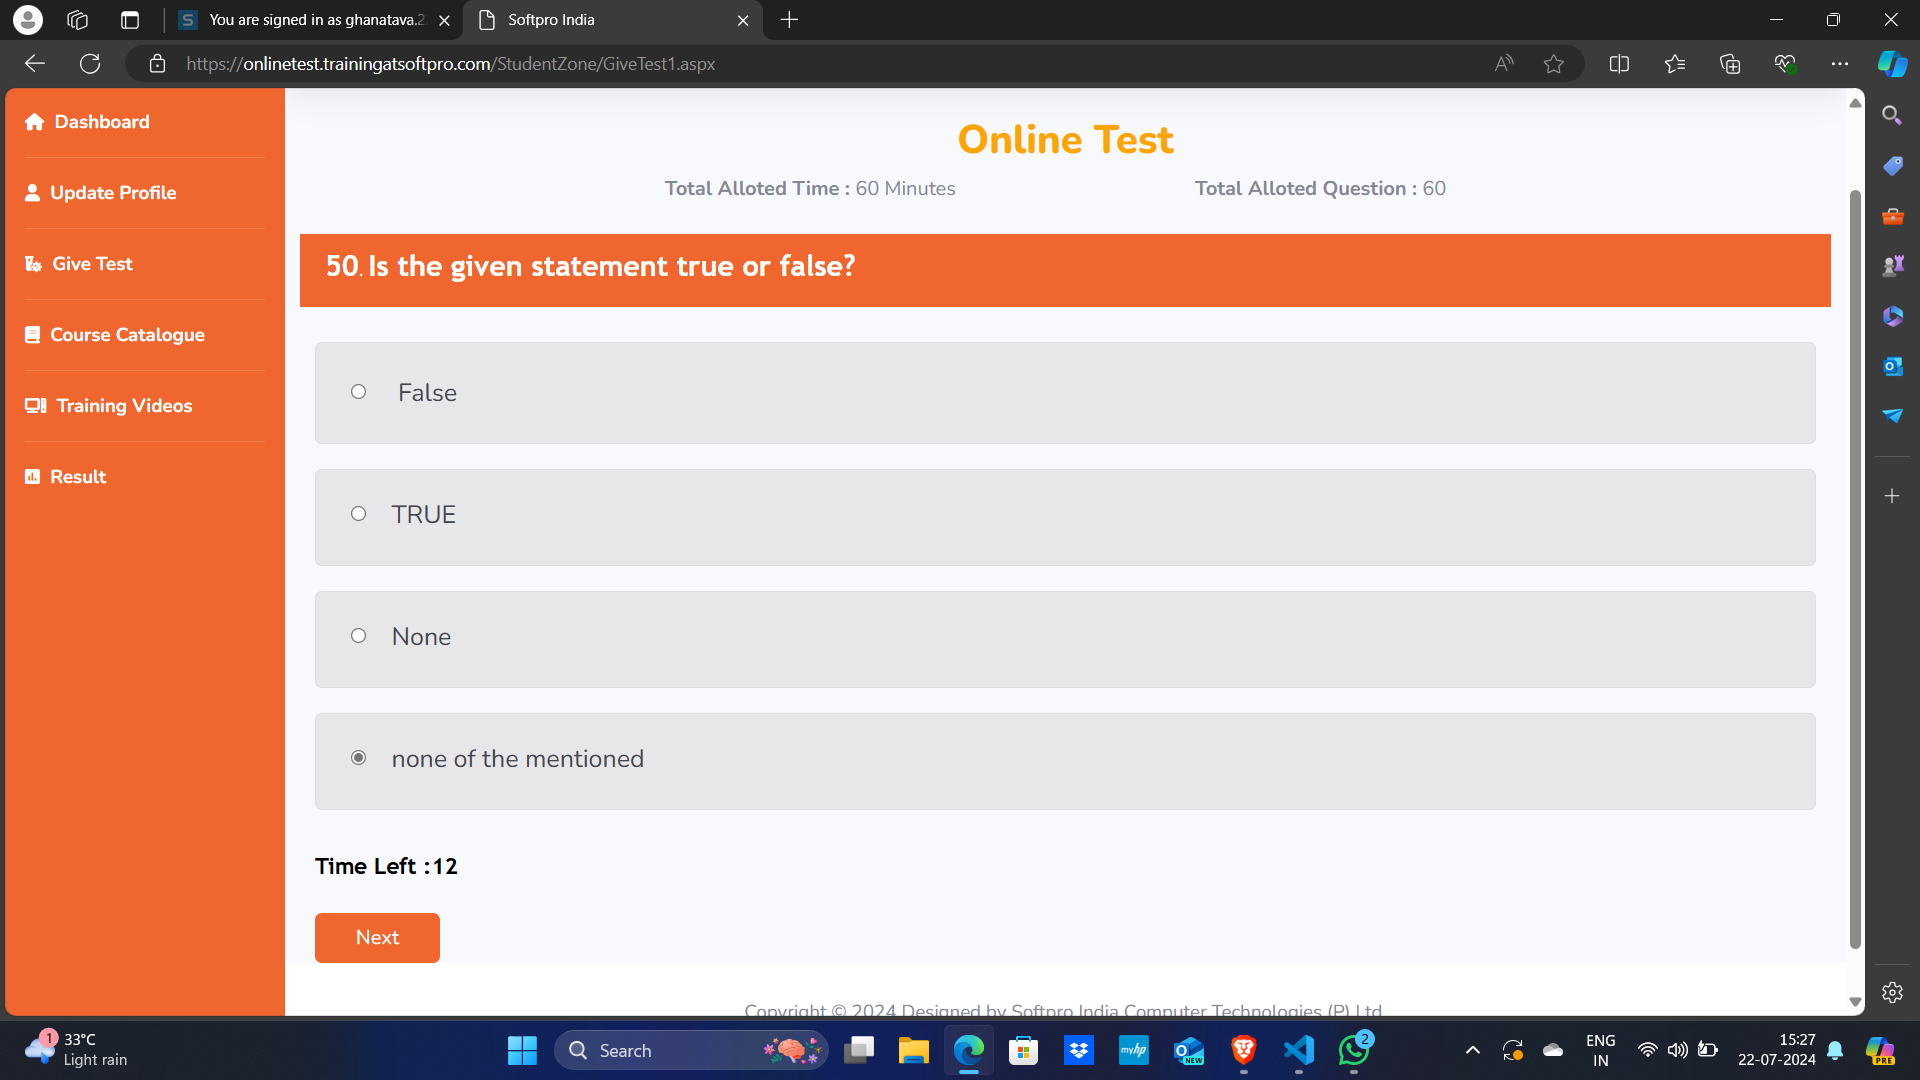 You are signed in as ghanatava.2
Softpro India
https://onlinetest.trainingatsoftpro.com/StudentZone/GiveTest1.aspx
Dashboard
Update Profile
Give Test
Course Catalogue
Training Videos
Result
Online Test
Total Alloted Time : 60 Minutes
Total Alloted Question : 60
50. Is the given statement true or false?
False
TRUE
None
none of the mentioned
Time Left :12
Next
Copyright © 2024 Designed by Softpro India Computer Technologies (P) Ltd
1
33°C
Light rain
Search
myhp
NEW
2
ENG
IN
15:27
22-07-2024
PRE